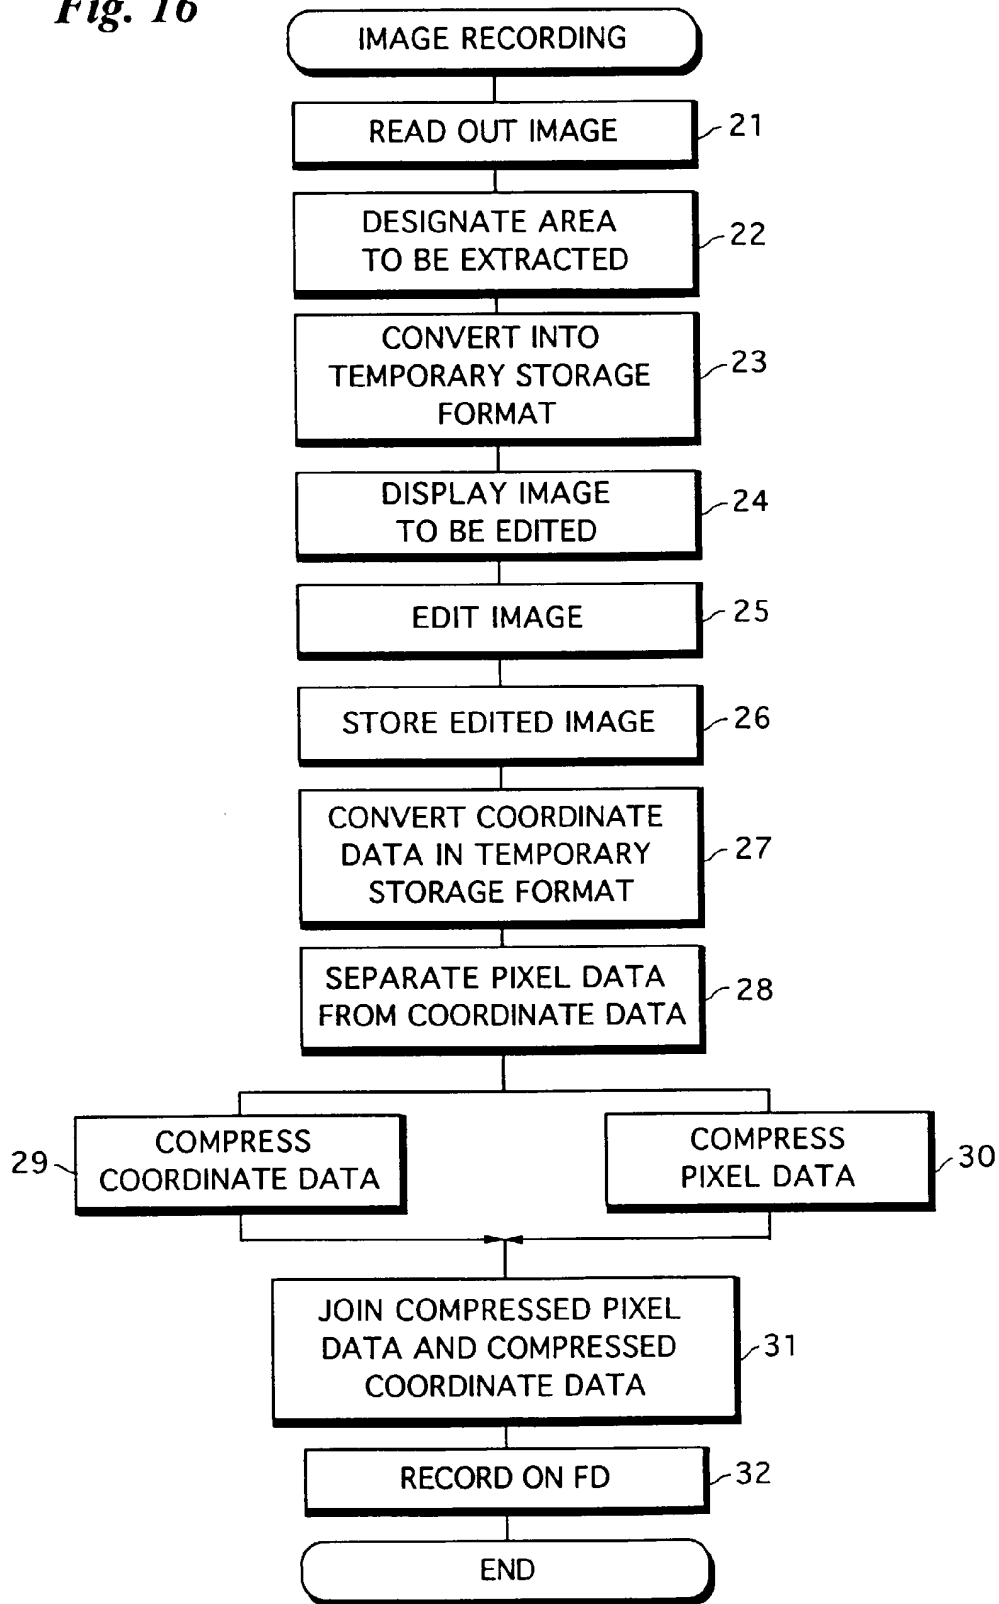 Fig. 16
IMAGE RECORDING
READ OUT IMAGE
21
DESIGNATE AREA
TO BE EXTRACTED
22
CONVERT INTO
TEMPORARY STORAGE
FORMAT
23
DISPLAY IMAGE
TO BE EDITED
24
EDIT IMAGE
25
STORE EDITED IMAGE
26
CONVERT COORDINATE
DATA IN TEMPORARY
STORAGE FORMAT
27
SEPARATE PIXEL DATA
FROM COORDINATE DATA
28
29
COMPRESS
COORDINATE DATA
COMPRESS
PIXEL DATA
30
JOIN COMPRESSED PIXEL
DATA AND COMPRESSED
COORDINATE DATA
31
RECORD ON FD
32
END